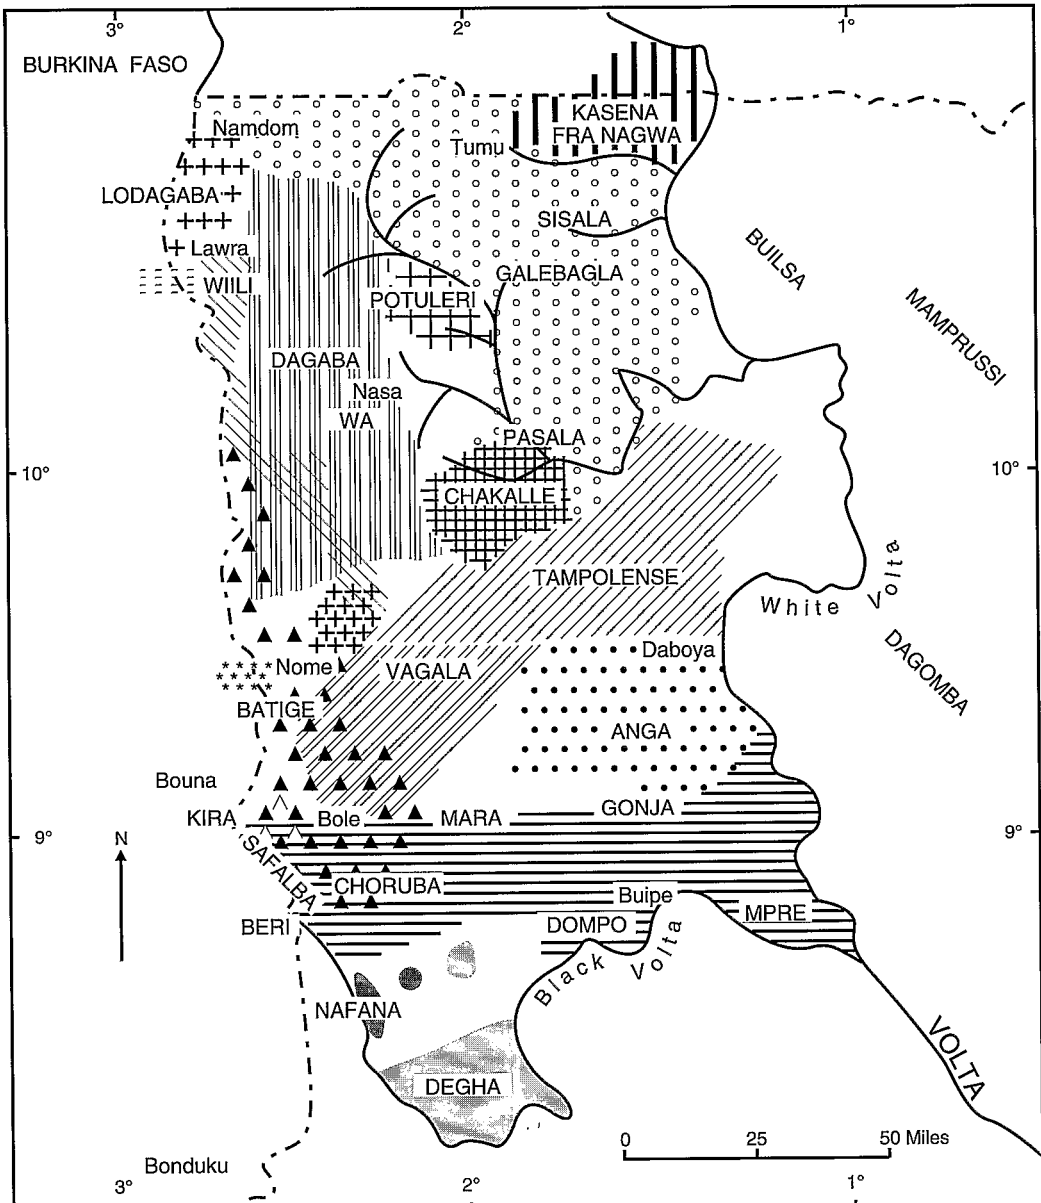 3°
2°
1°
BURKINA FASO
Namdom
KASENA
FRA NAGWA
Tumu
LODAGABA
SISALA
Lawra
BUILSA
WIILI
GALEBAGLA
POTULERI
MAMPRUSSI
DAGABA
Nasa
WA
PASALA
10°
10°
CHAKALLE
TAMPOLENSE
White Volta
Nome
VAGALA
Daboya
DAGOMBA
BATIGE
ANGA
Bouna
KIRA
Bole
MARA
GONJA
9°
9°
N
SAFALBA
CHORUBA
Buipe
BERI
DOMPO
MPRE
Black Volta
NAFANA
VOLTA
DEGHA
0 25 50 Miles
Bonduku
3°
2°
1°